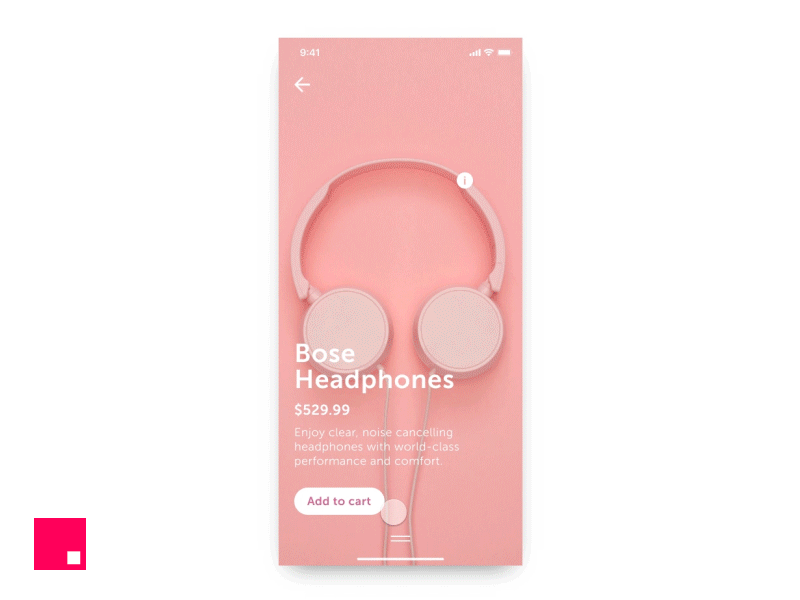 9:41
i
Bose
Headphones
$529.99
Enjoy clear, noise cancelling
headphones with world-class
performance and comfort.
Add to cart